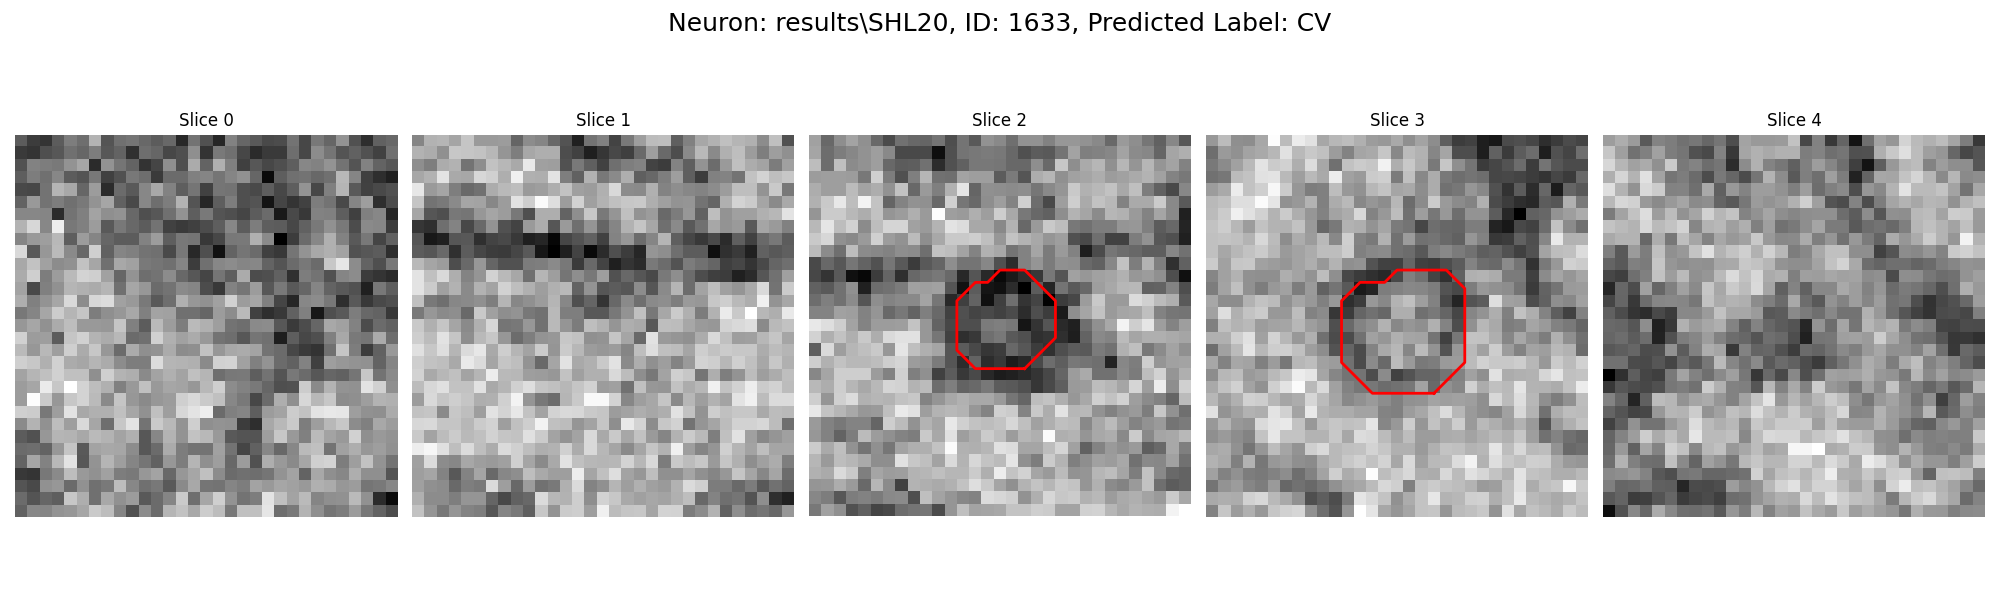 Neuron: results\SHL20, ID: 1633, Predicted Label: CV
Slice 0
Slice 1
Slice 2
Slice 3
Slice 4